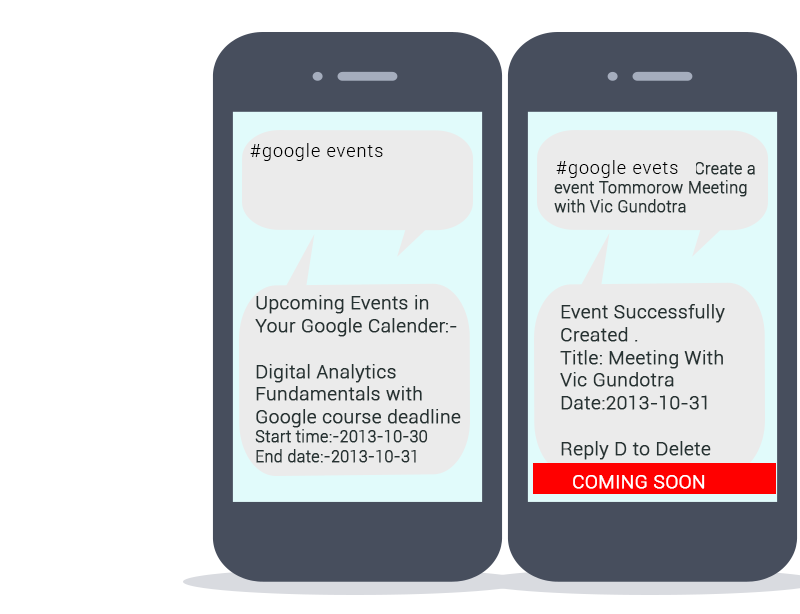 #google events
Upcoming Events in
Your Google Calender:-
Digital Analytics
Fundamentals with
Google course deadline
Start time:-2013-10-30
End date:-2013-10-31
#google evets Create a
event Tommorow Meeting
with Vic Gundotra
Event Successfully
Created .
Title: Meeting With
Vic Gundotra
Date:2013-10-31
Reply D to Delete
COMING SOON